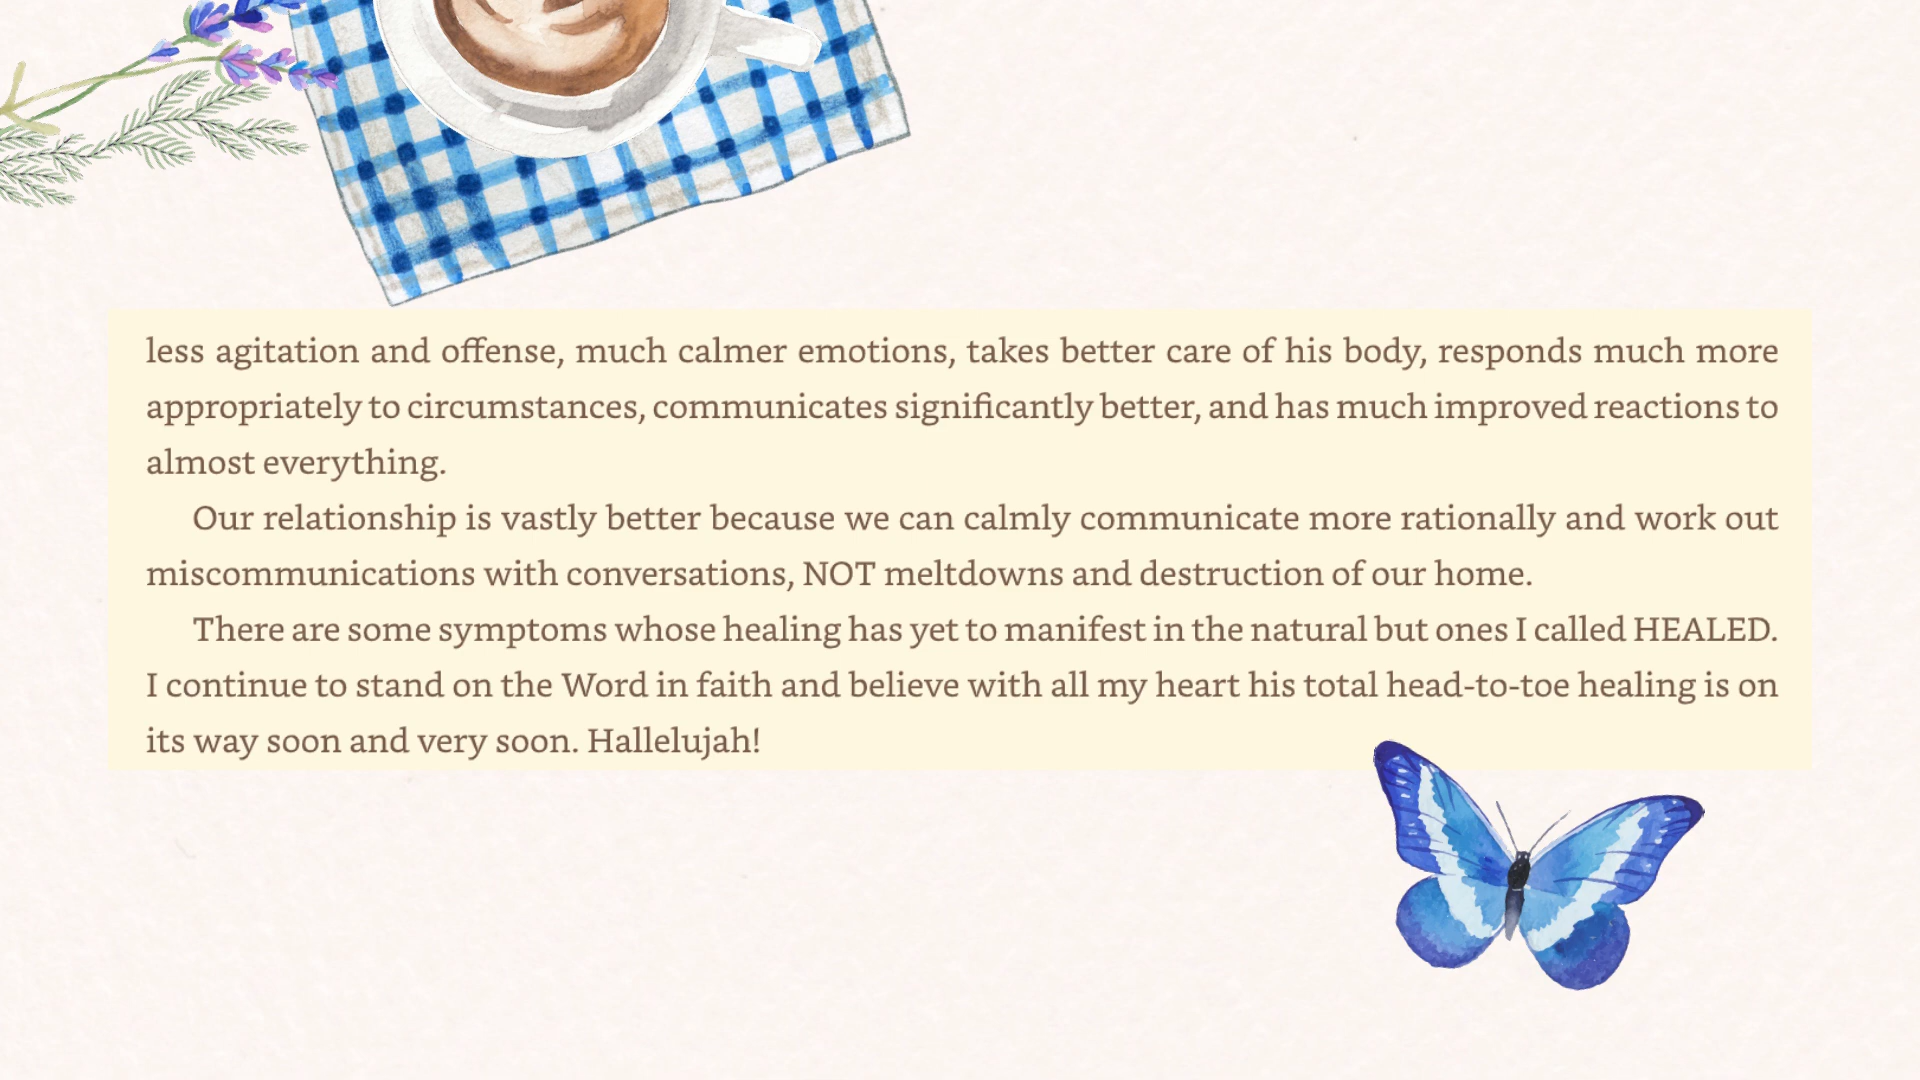 less agitation and offense, much calmer emotions, takes better care of his body, responds much more
appropriately to circumstances, communicates significantly better, and has much improved reactions to
almost everything.
Our relationship is vastly better because we can calmly communicate more rationally and work out
miscommunications with conversations, NOT meltdowns and destruction of our home.
There are some symptoms whose healing has yet to manifest in the natural but ones I called HEALED.
I continue to stand on the Word in faith and believe with all my heart his total head-to-toe healing is on
its way soon and very soon. Hallelujah!